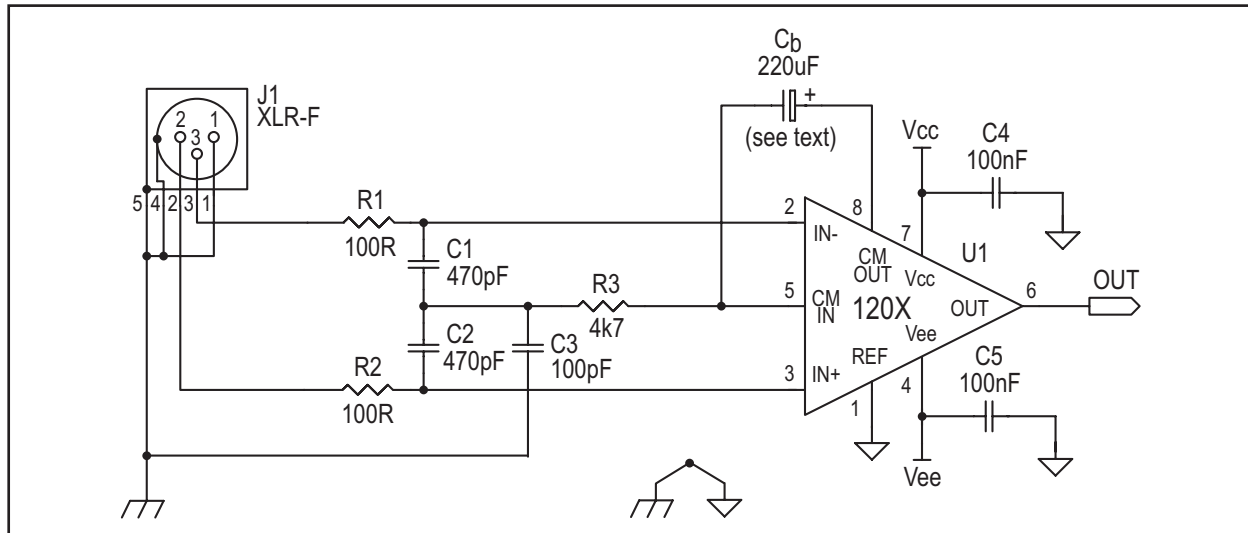 Cb
220uF
+
(see text)
J1
XLR-F
2
1
3
5
4
2
3
1
Vcc
C4
100nF
R1
100R
2
IN-
8
CM
OUT
7
Vcc
U1
C1
470pF
R3
4k7
5
CM
IN
120X
OUT
6
OUT
C2
470pF
C3
100pF
R2
100R
3
IN+
REF
1
Vee
4
C5
100nF
Vee